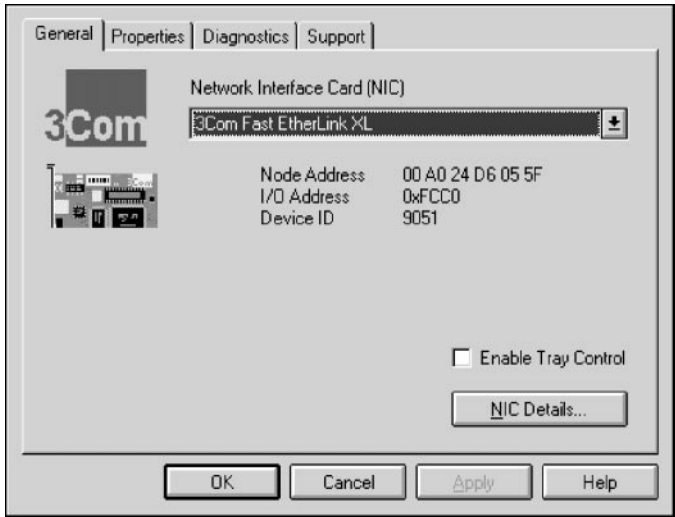 General Properties Diagnostics Support
3Com
Network Interface Card (NIC)
3Com Fast EtherLink XL
Node Address 00 A0 24 D6 05 5F
I/O Address 0xFCC0
Device ID 9051
Enable Tray Control
NIC Details...
OK Cancel Apply Help